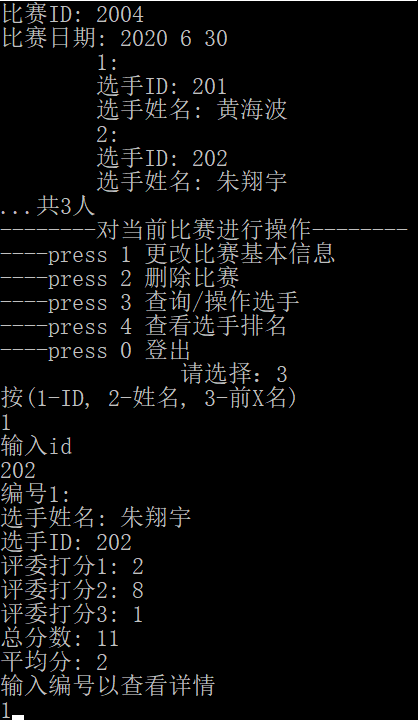 比赛ID: 2004
比赛日期: 2020 6 30
1:
选手ID: 201
选手姓名: 黄海波
2:
选手ID: 202
选手姓名: 朱翔宇
...共3人
--------对当前比赛进行操作--------
----press 1 更改比赛基本信息
----press 2 删除比赛
----press 3 查询/操作选手
----press 4 查看选手排名
----press 0 登出
请选择: 3
按(1-ID, 2-姓名, 3-前X名)
1
输入id
202
编号1:
选手姓名: 朱翔宇
选手ID: 202
评委打分1: 2
评委打分2: 8
评委打分3: 1
总分数: 11
平均分: 2
输入编号以查看详情
1